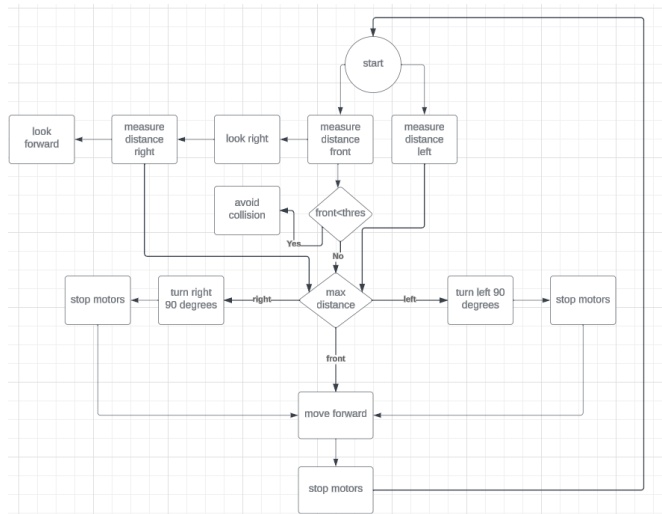 start
look
forward
measure
distance
right
look right
measure
distance
front
measure
distance
left
avoid
collision
front<thres
Yes
No
stop motors
turn right
90 degrees
right
max
distance
left
turn left 90
degrees
stop motors
front
move forward
stop motors